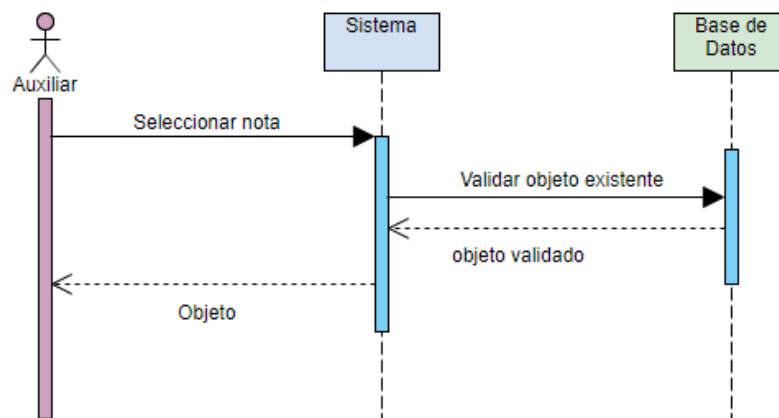 Sistema
Base de
Datos
Auxiliar
Seleccionar nota
Validar objeto existente
objeto validado
Objeto